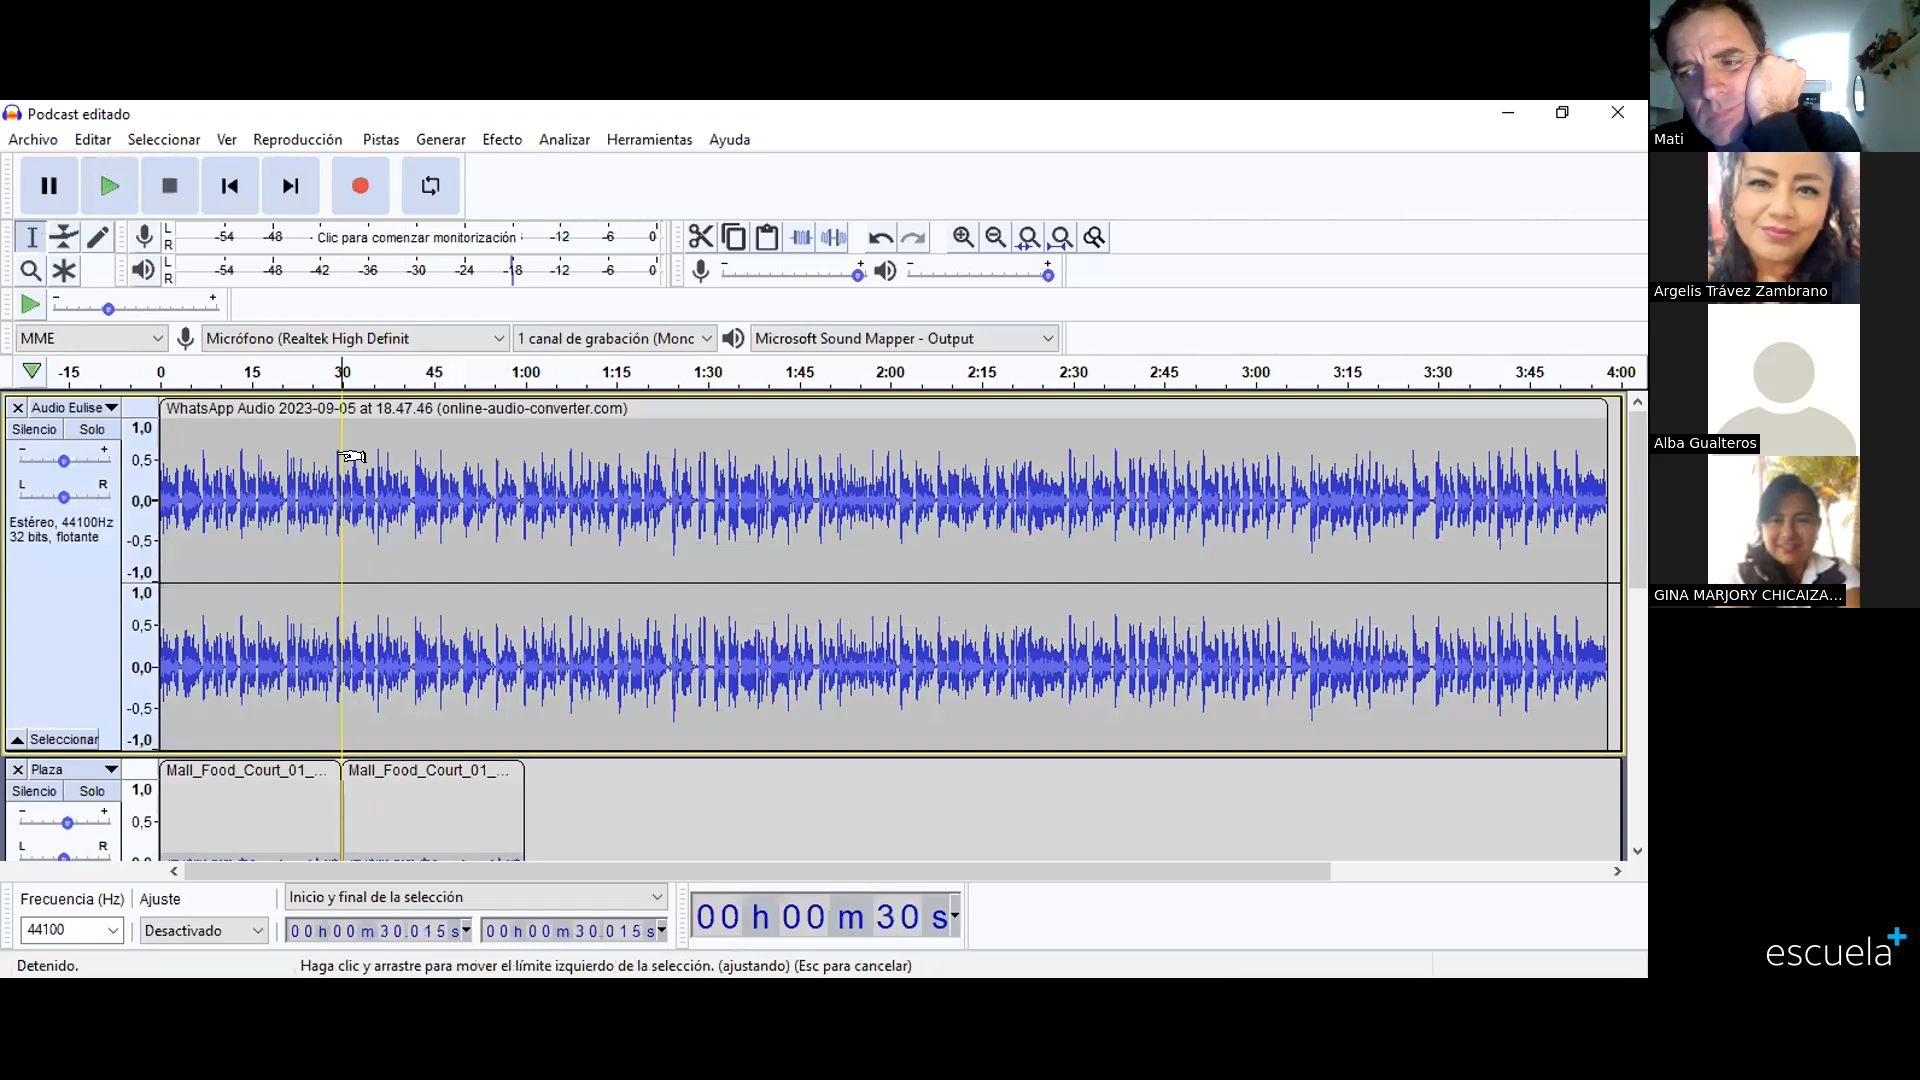 Podcast editado
Archivo Editar Seleccionar Ver Reproducción Pistas Generar Efecto Analizar Herramientas Ayuda
L
R
-54 -48 Clic para comenzar monitorización -12 -6 0
L
R
-54 -48 -42 -36 -30 -24 -18 -12 -6 0
- +
- +
- +
MME
Micrófono (Realtek High Definit
1 canal de grabación (Monc
Microsoft Sound Mapper - Output
-15 0 15 30 45 1:00 1:15 1:30 1:45 2:00 2:15 2:30 2:45 3:00 3:15 3:30 3:45 4:00
Audio Eulise
WhatsApp Audio 2023-09-05 at 18.47.46 (online-audio-converter.com)
Silencio Solo
- +
L R
Estéreo, 44100Hz
32 bits, flotante
Seleccionar
1,0
0,5
0,0
-0,5
-1,0
1,0
0,5
0,0
-0,5
-1,0
Plaza
Mall_Food_Court_01_... Mall_Food_Court_01_...
Silencio Solo
- +
L R
1,0
0,5
Frecuencia (Hz)
Ajuste
Inicio y final de la selección
44100
Desactivado
00 h 00 m 30.015 s
00 h 00 m 30.015 s
00 h 00 m 30 s
Detenido.
Haga clic y arrastre para mover el límite izquierdo de la selección. (ajustando) (Esc para cancelar)
Mati
Argelis Trávez Zambrano
Alba Gualteros
GINA MARJORY CHICAIZA...
escuela+